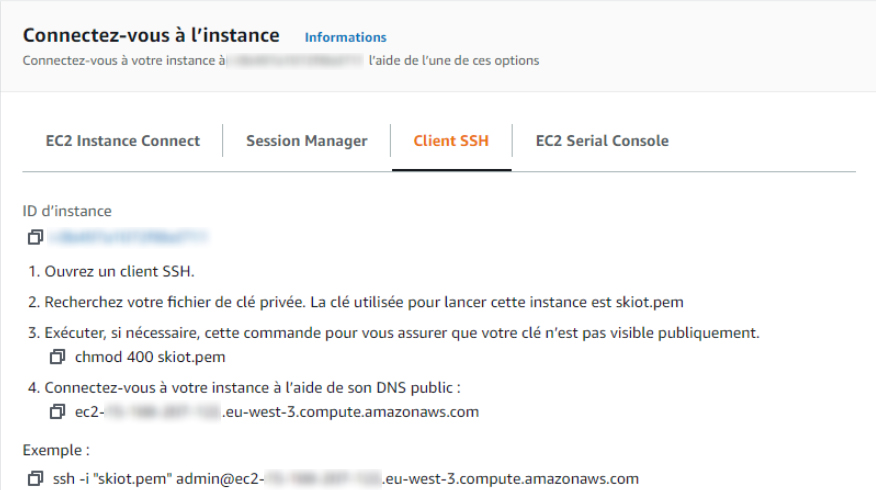 Connectez-vous à l'instance Informations
Connectez-vous à votre instance à l'aide de l'une de ces options
EC2 Instance Connect Session Manager Client SSH EC2 Serial Console
ID d'instance
1. Ouvrez un client SSH.
2. Recherchez votre fichier de clé privée. La clé utilisée pour lancer cette instance est skiot.pem
3. Exécuter, si nécessaire, cette commande pour vous assurer que votre clé n'est pas visible publiquement.
chmod 400 skiot.pem
4. Connectez-vous à votre instance à l'aide de son DNS public :
ec2- .eu-west-3.compute.amazonaws.com
Exemple :
ssh -i "skiot.pem" admin@ec2- .eu-west-3.compute.amazonaws.com